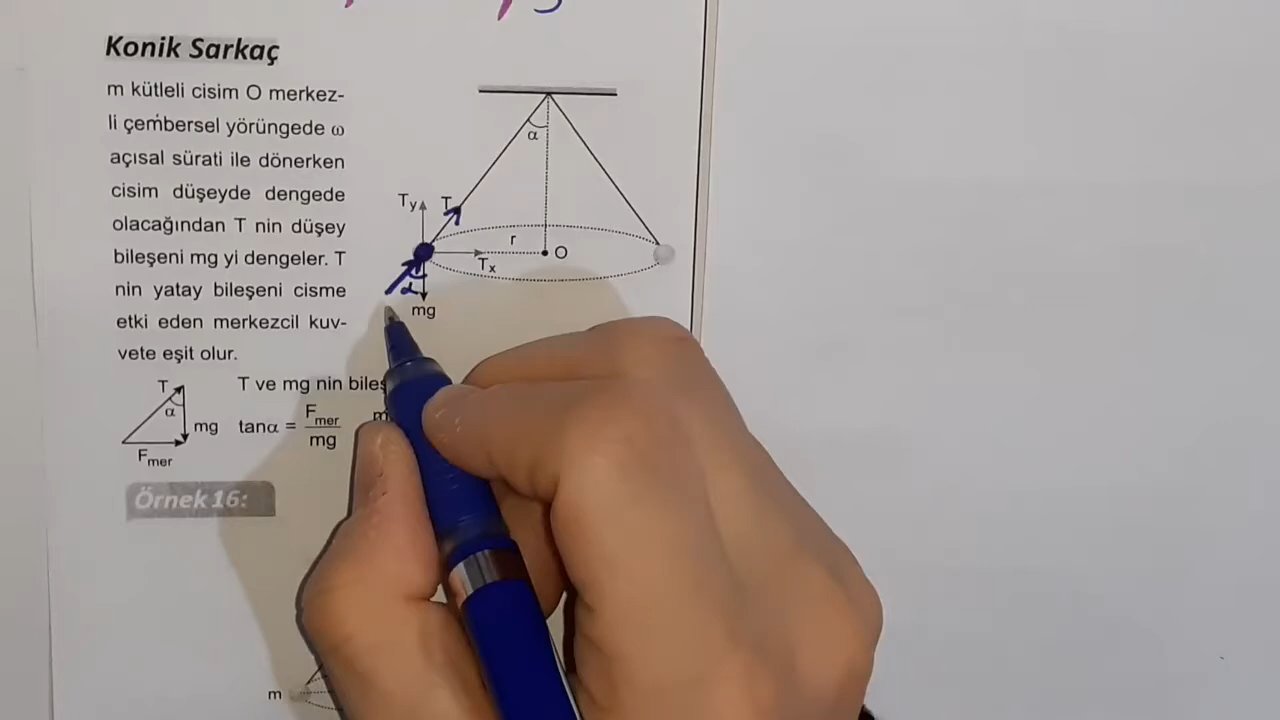 Konik Sarkaç
m kütleli cisim O merkez-
li çembersel yörüngede ω
açısal sürati ile dönerken
cisim düşeyde dengede
olacağından T nin düşey
bileşeni mg yi dengeler. T
nin yatay bileşeni cisme
etki eden merkezcil kuv-
vete eşit olur.
α
Ty
T
r
O
Tx
α
mg
T
α
mg
Fmer
T ve mg nin
tanα = Fmer / mg
Örnek 16:
m